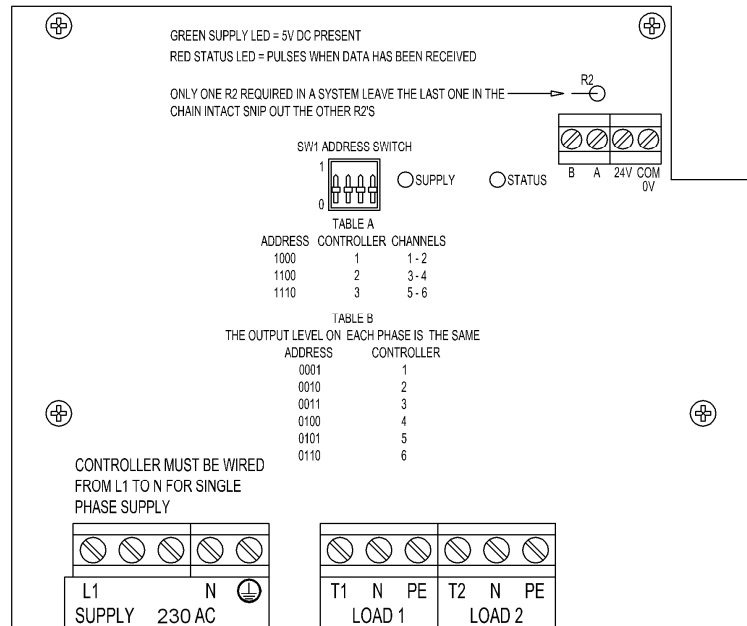 GREEN SUPPLY LED = 5V DC PRESENT
RED STATUS LED = PULSES WHEN DATA HAS BEEN RECEIVED
R2
ONLY ONE R2 REQUIRED IN A SYSTEM LEAVE THE LAST ONE IN THE
CHAIN INTACT SNIP OUT THE OTHER R2'S
SW1 ADDRESS SWITCH
1
0
SUPPLY
STATUS
B A 24V COM
0V
TABLE A
ADDRESS CONTROLLER CHANNELS
1000 1 1 - 2
1100 2 3 - 4
1110 3 5 - 6
TABLE B
THE OUTPUT LEVEL ON EACH PHASE IS THE SAME
ADDRESS CONTROLLER
0001 1
0010 2
0011 3
0100 4
0101 5
0110 6
CONTROLLER MUST BE WIRED
FROM L1 TO N FOR SINGLE
PHASE SUPPLY
L1 N
SUPPLY 230 AC
T1 N PE T2 N PE
LOAD 1 LOAD 2